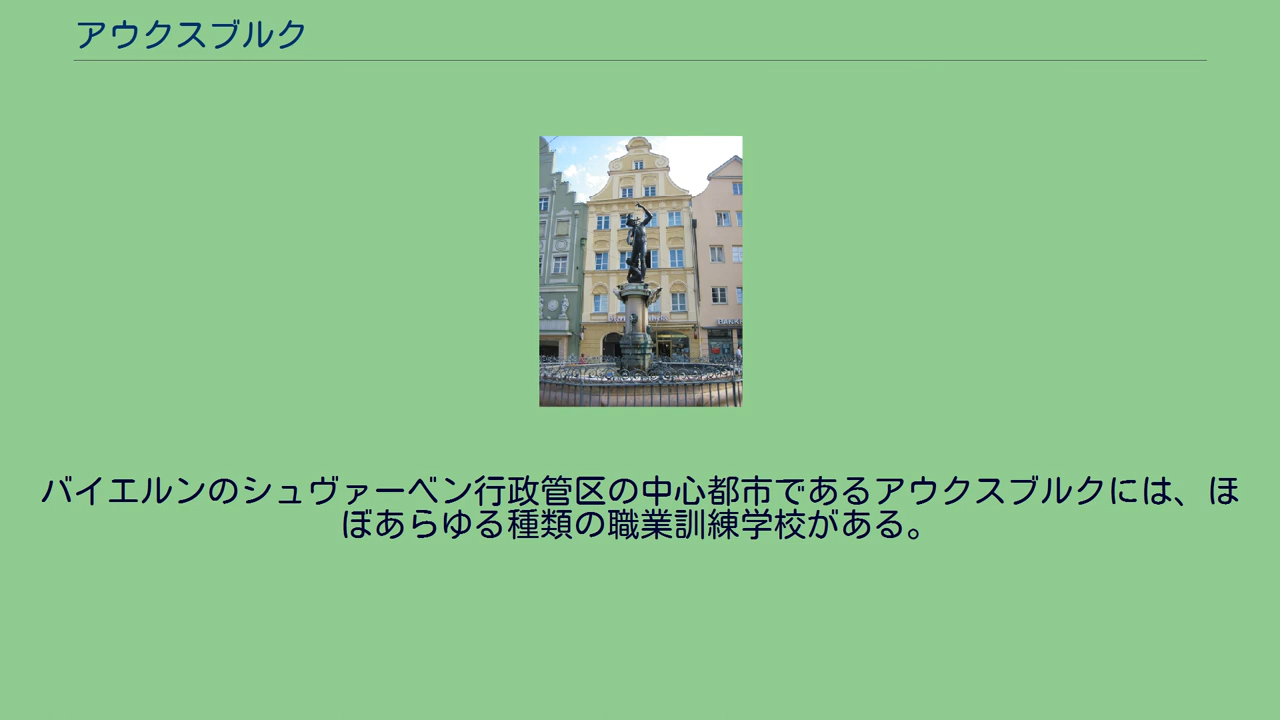 アウクスブルク
バイエルンのシュヴァーベン行政管区の中心都市であるアウクスブルクには、ほ
ぼあらゆる種類の職業訓練学校がある。